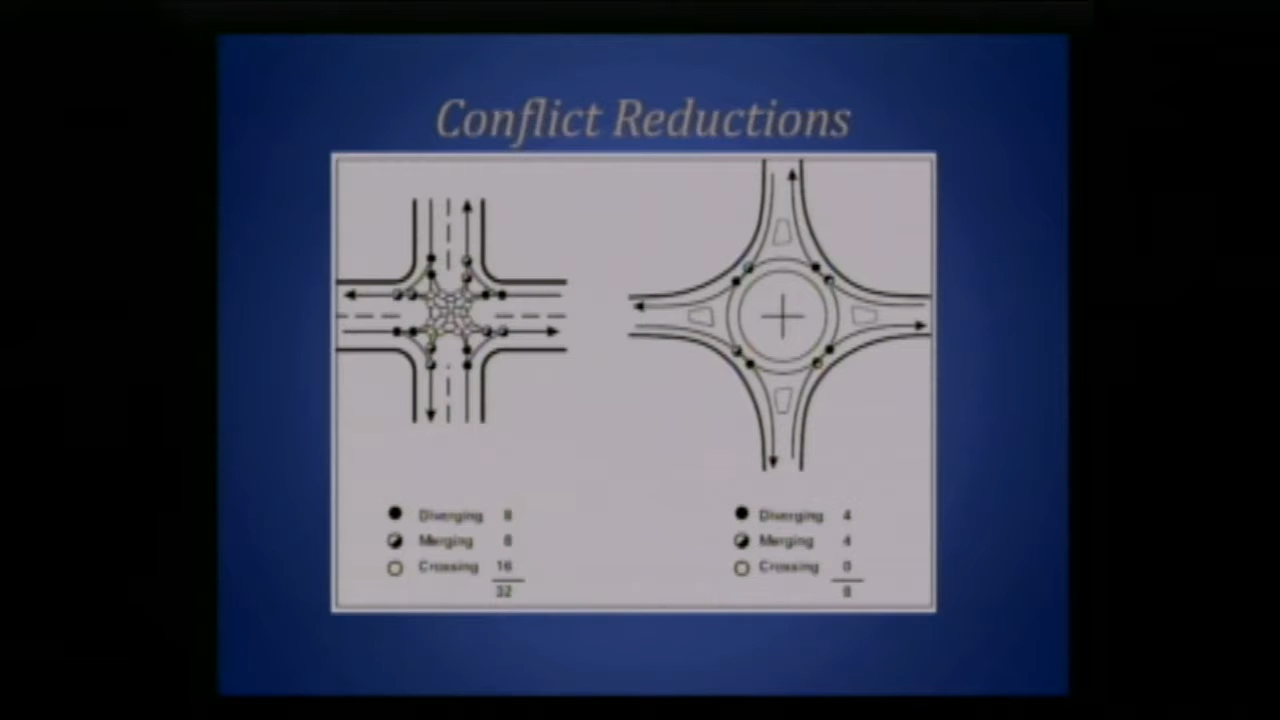 Conflict Reductions
Diverging 8
Merging 8
Crossing 16
32
Diverging 4
Merging 4
Crossing 0
8